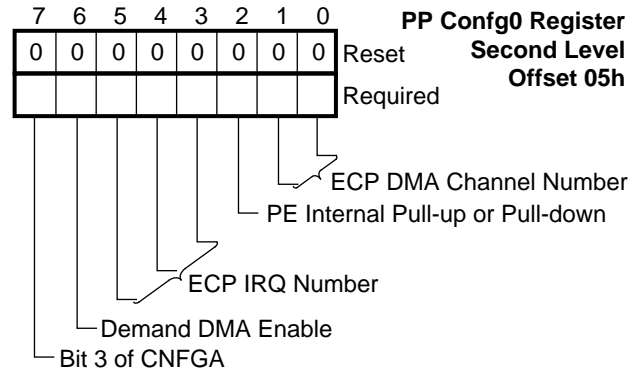 7 6 5 4 3 2 1 0
PP Confg0 Register
Second Level
Offset 05h
0 0 0 0 0 0 0 0 Reset
Required
ECP DMA Channel Number
PE Internal Pull-up or Pull-down
ECP IRQ Number
Demand DMA Enable
Bit 3 of CNFGA